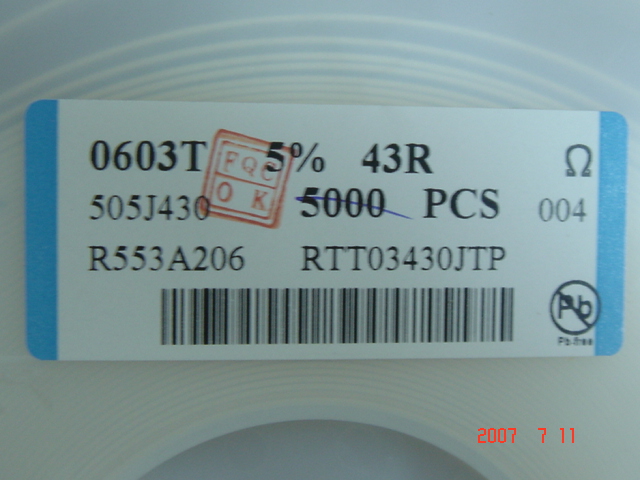 0603T 5% 43R Ω
FQC
OK
505J430 5000 PCS 004
R553A206 RTT03430JTP
Pb
Pb-free
2007 7 11